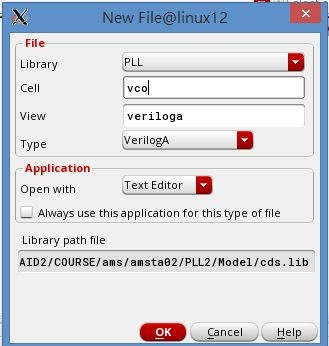 New File@linux12
File
Library PLL
Cell vco
View veriloga
Type VerilogA
Application
Open with Text Editor
Always use this application for this type of file
Library path file
AID2/COURSE/ams/amsta02/PLL2/Model/cds.lib
OK Cancel Help